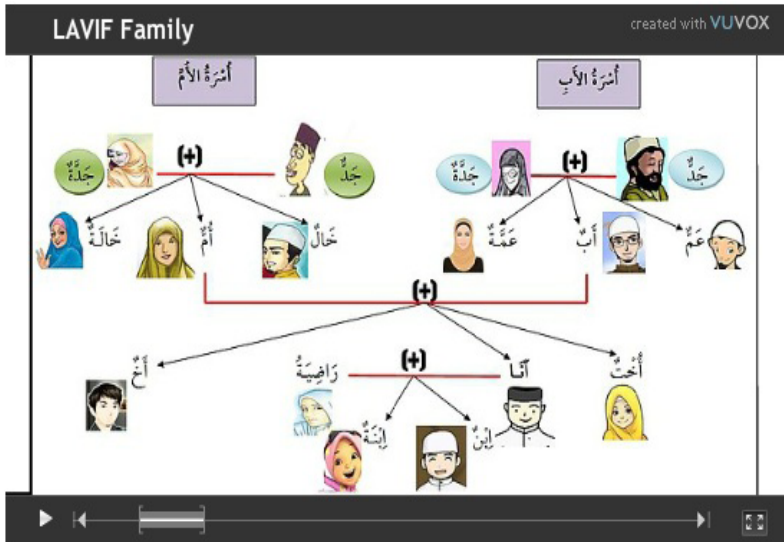 LAVIF Family
created with VUVOX
أُسْرَةُ الأَبِ
أُسْرَةُ الأُمِّ
جَدٌّ
(+)
جَدَّةٌ
جَدٌّ
(+)
جَدَّةٌ
عَمٌّ
أَبٌ
عَمَّةٌ
خَالٌ
أُمٌّ
خَالَةٌ
(+)
أُخْتٌ
أَنَا
(+)
رَاضِيَةُ
أَخٌ
اِبْنٌ
اِبْنَةٌ